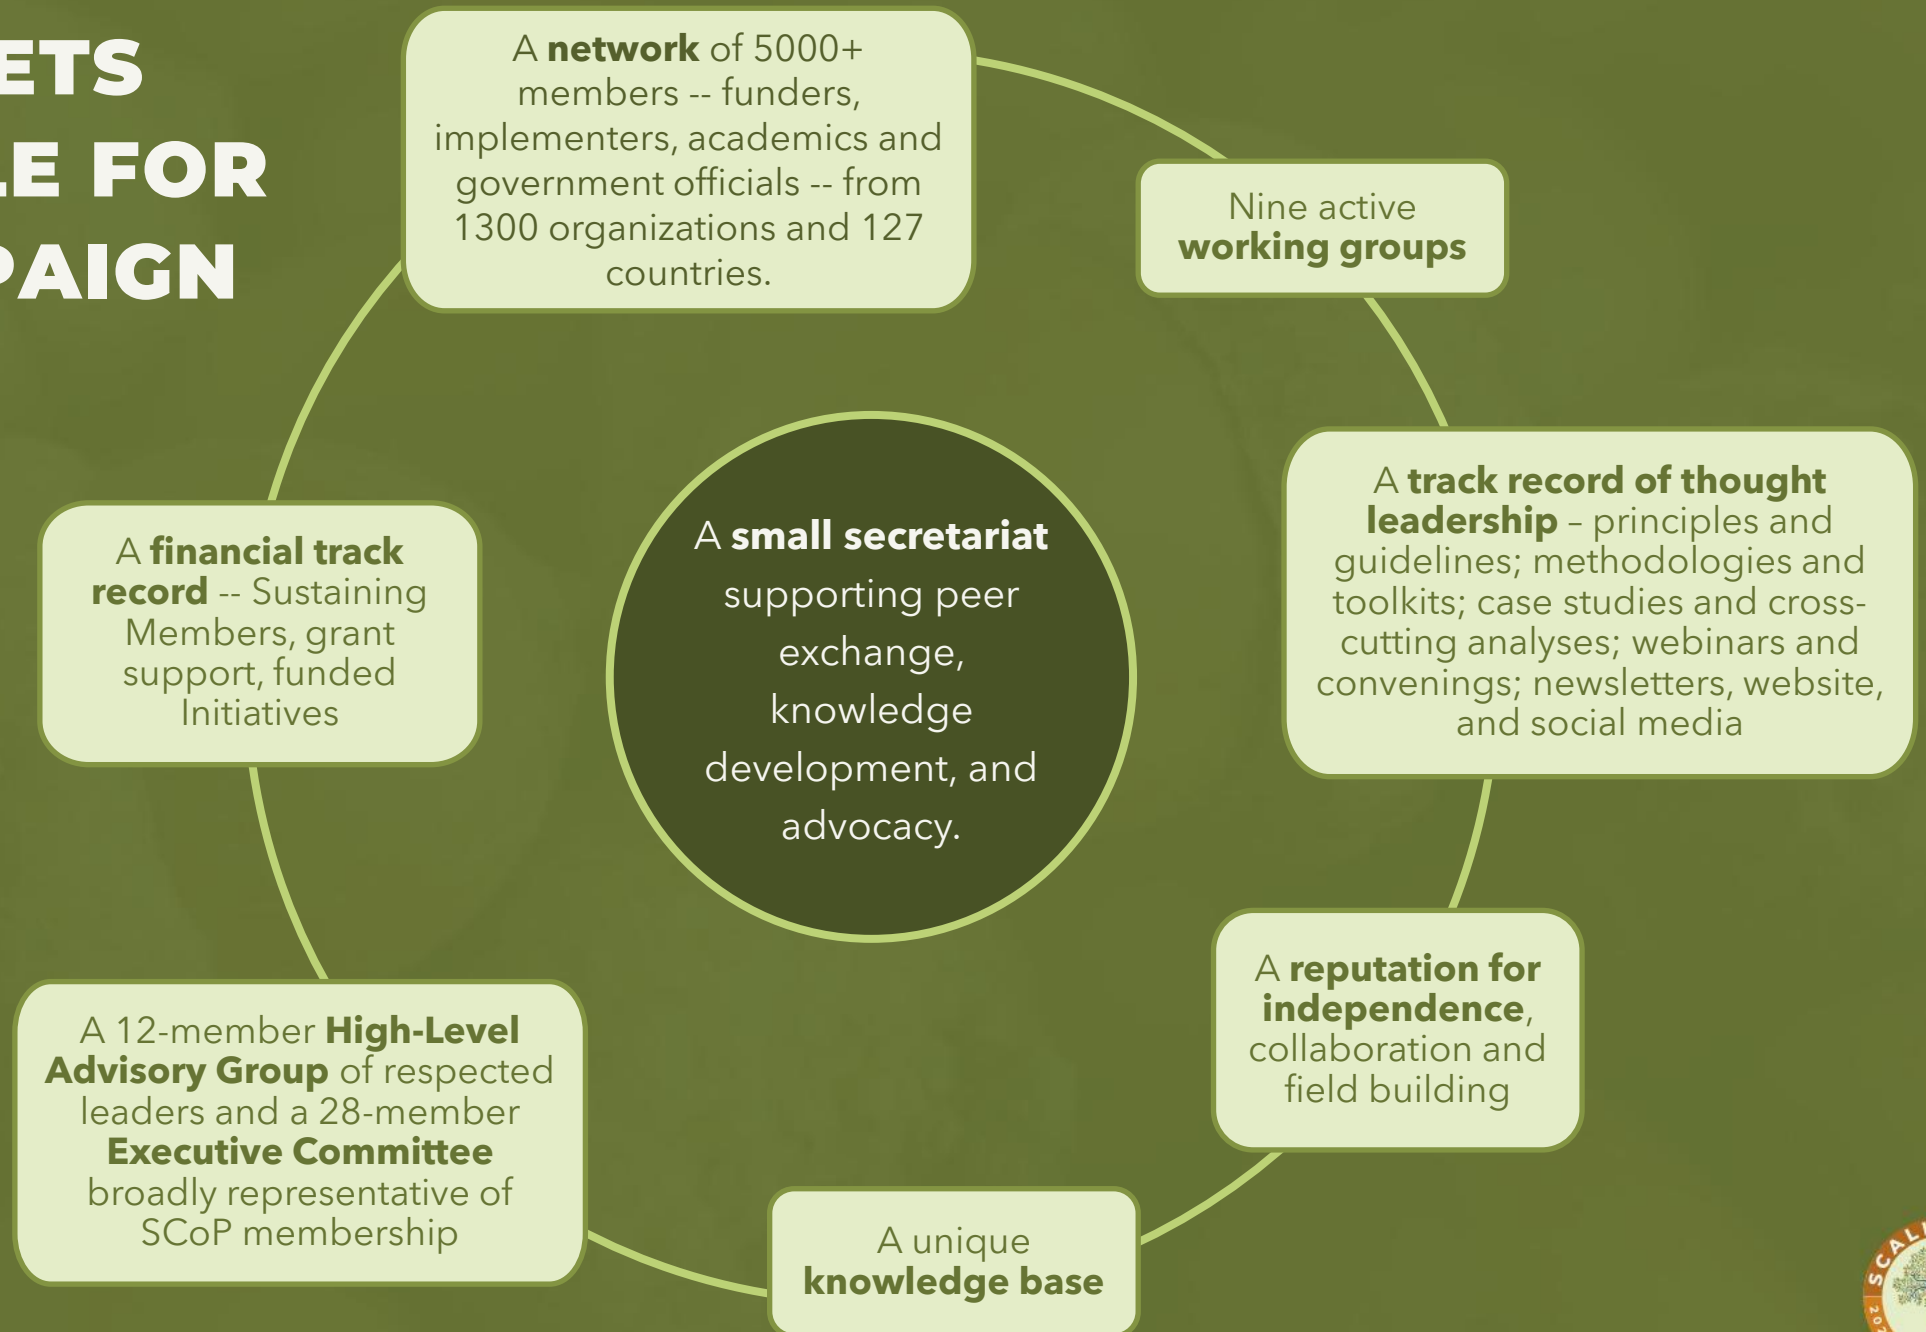 ETS
LE FOR
PAIGN
A network of 5000+
members -- funders,
implementers, academics and
government officials -- from
1300 organizations and 127
countries.
Nine active
working groups
A track record of thought
leadership – principles and
guidelines; methodologies and
toolkits; case studies and cross-
cutting analyses; webinars and
convenings; newsletters, website,
and social media
A reputation for
independence,
collaboration and
field building
A unique
knowledge base
A 12-member High-Level
Advisory Group of respected
leaders and a 28-member
Executive Committee
broadly representative of
SCoP membership
A financial track
record -- Sustaining
Members, grant
support, funded
Initiatives
A small secretariat
supporting peer
exchange,
knowledge
development, and
advocacy.